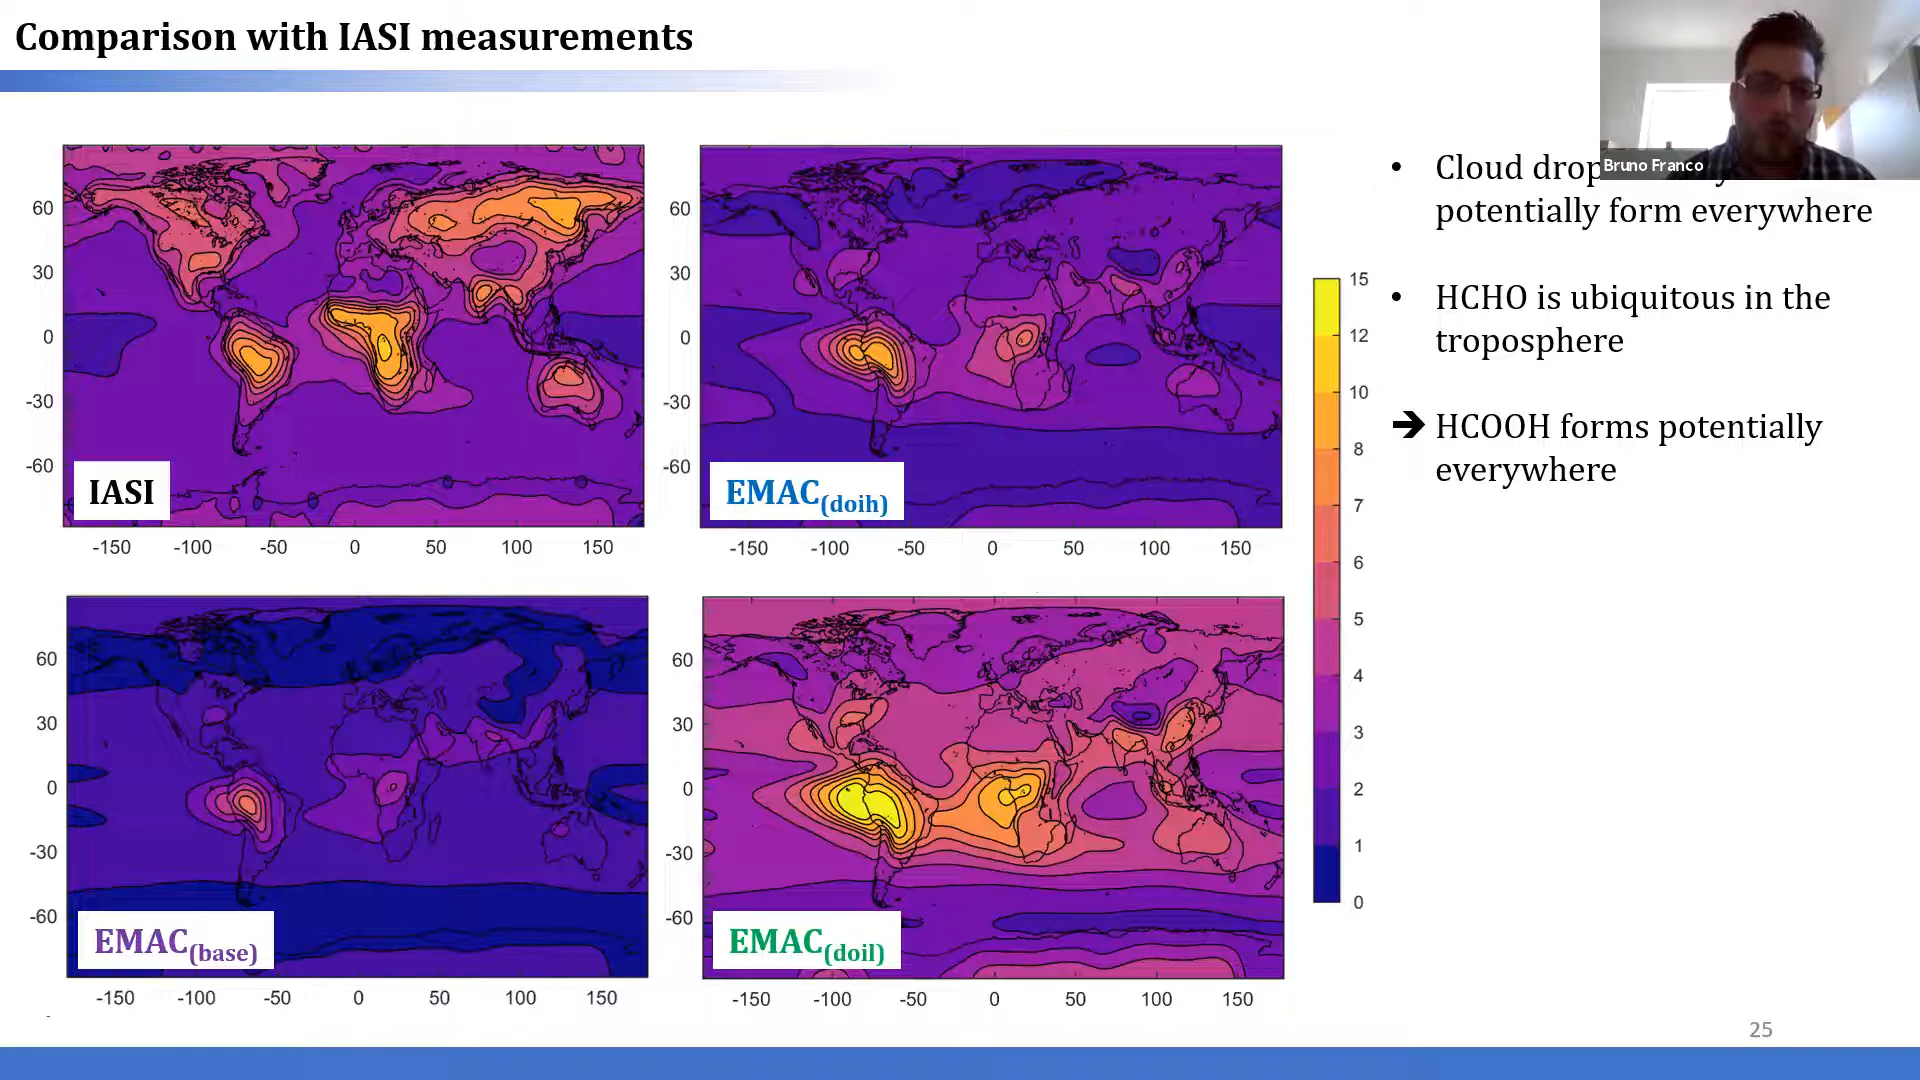 Comparison with IASI measurements
Bruno Franco
• Cloud
potentially form everywhere
• HCHO is ubiquitous in the
troposphere
➔ HCOOH forms potentially
everywhere
60
30
0
-30
-60
IASI
-150 -100 -50 0 50 100 150
60
30
0
-30
-60
EMAC(doih)
-150 -100 -50 0 50 100 150
60
30
0
-30
-60
EMAC(base)
-150 -100 -50 0 50 100 150
60
30
0
-30
-60
EMAC(doil)
-150 -100 -50 0 50 100 150
15
12
10
8
7
6
5
4
3
2
1
0
25